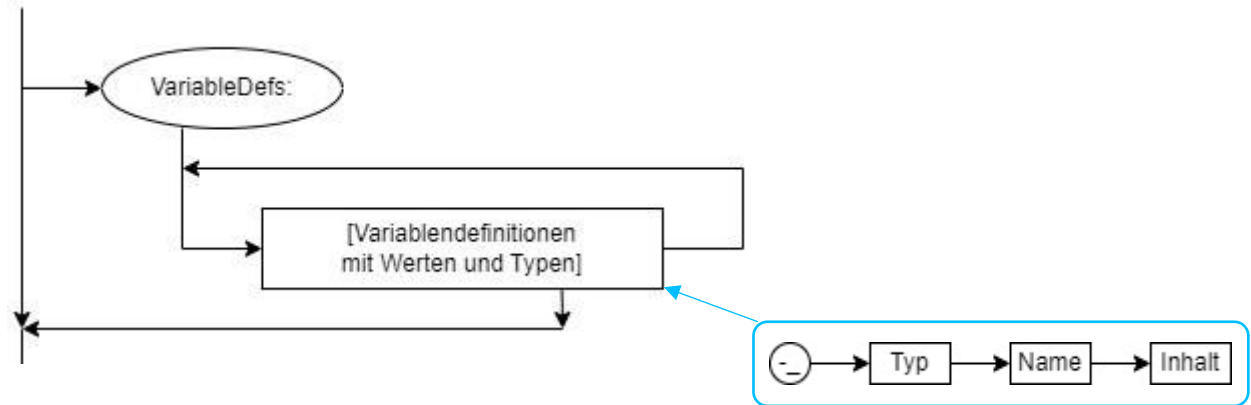 VariableDefs:
[Variablendefinitionen
mit Werten und Typen]
-_ Typ Name Inhalt